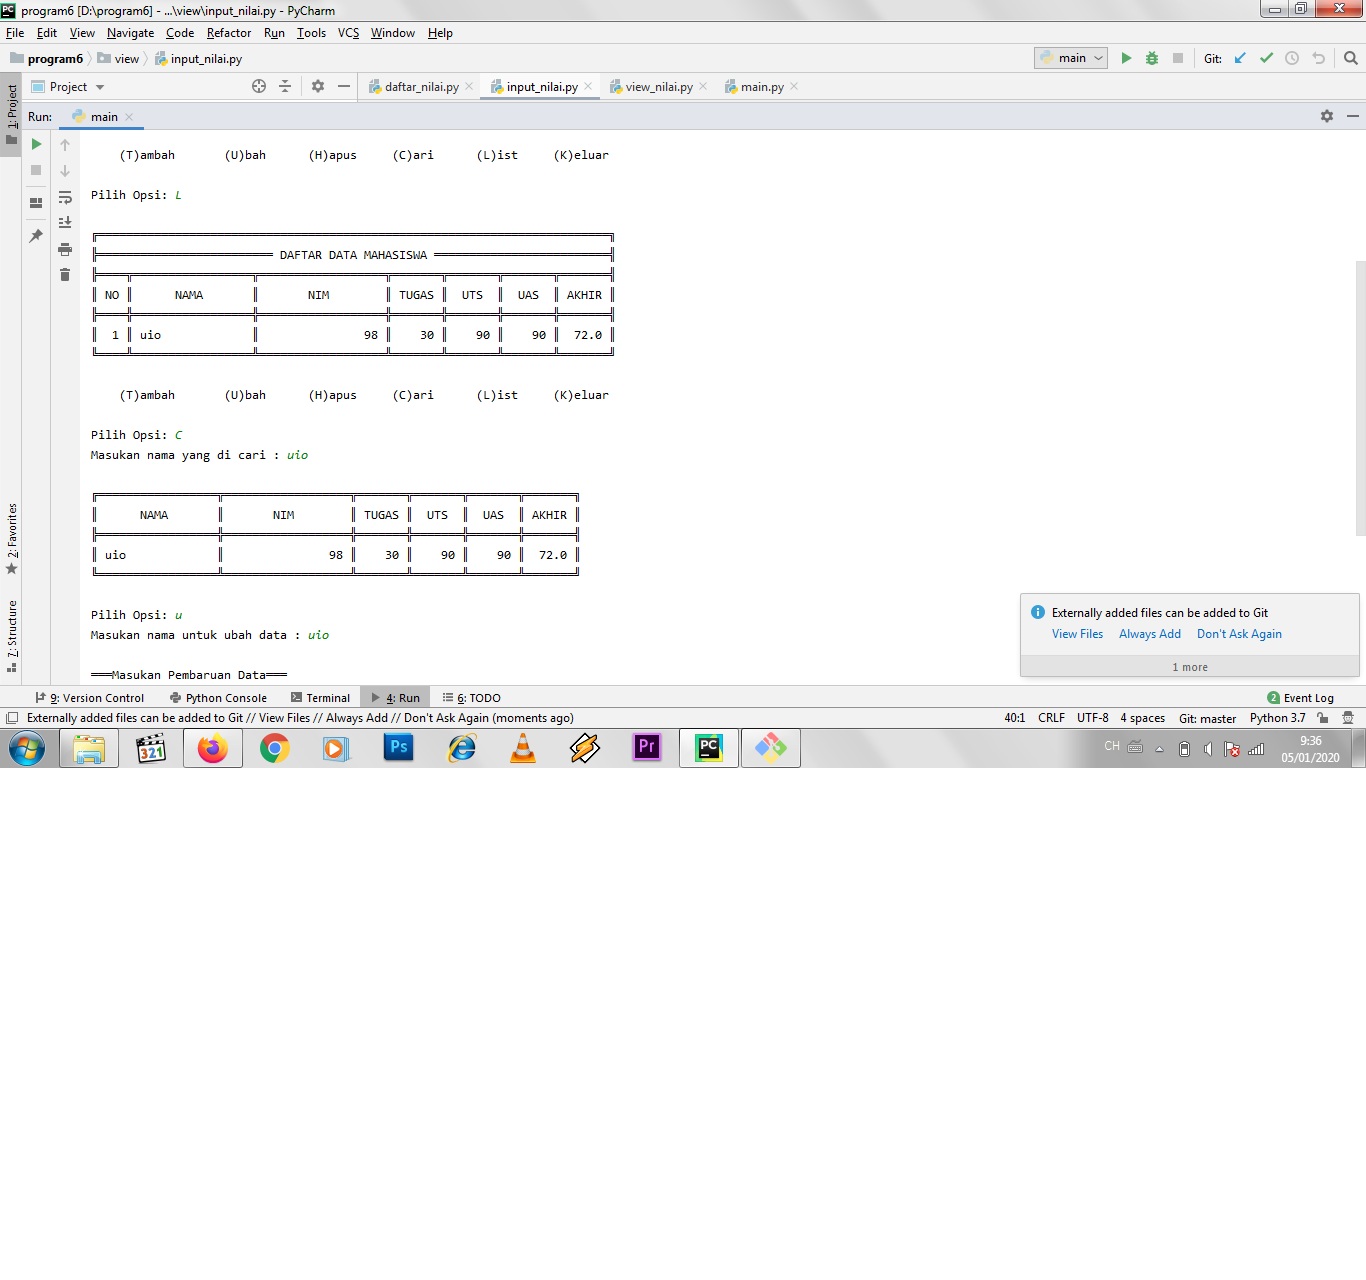 PC program6 [D:\program6] - ...\view\input_nilai.py - PyCharm
File Edit View Navigate Code Refactor Run Tools VCS Window Help
program6 view input_nilai.py main Git:
1: Project Project daftar_nilai.py input_nilai.py view_nilai.py main.py
Run: main
(T)ambah (U)bah (H)apus (C)ari (L)ist (K)eluar
Pilih Opsi: L
DAFTAR DATA MAHASISWA
NO NAMA NIM TUGAS UTS UAS AKHIR
1 uio 98 30 90 90 72.0
(T)ambah (U)bah (H)apus (C)ari (L)ist (K)eluar
Pilih Opsi: C
Masukan nama yang di cari : uio
NAMA NIM TUGAS UTS UAS AKHIR
uio 98 30 90 90 72.0
2: Favorites
Pilih Opsi: u
Masukan nama untuk ubah data : uio
═══Masukan Pembaruan Data═══
7: Structure
Externally added files can be added to Git
View Files Always Add Don't Ask Again
1 more
9: Version Control Python Console Terminal 4: Run 6: TODO 2 Event Log
Externally added files can be added to Git // View Files // Always Add // Don't Ask Again (moments ago) 40:1 CRLF UTF-8 4 spaces Git: master Python 3.7
321 Ps Pr PC CH 9:36
05/01/2020